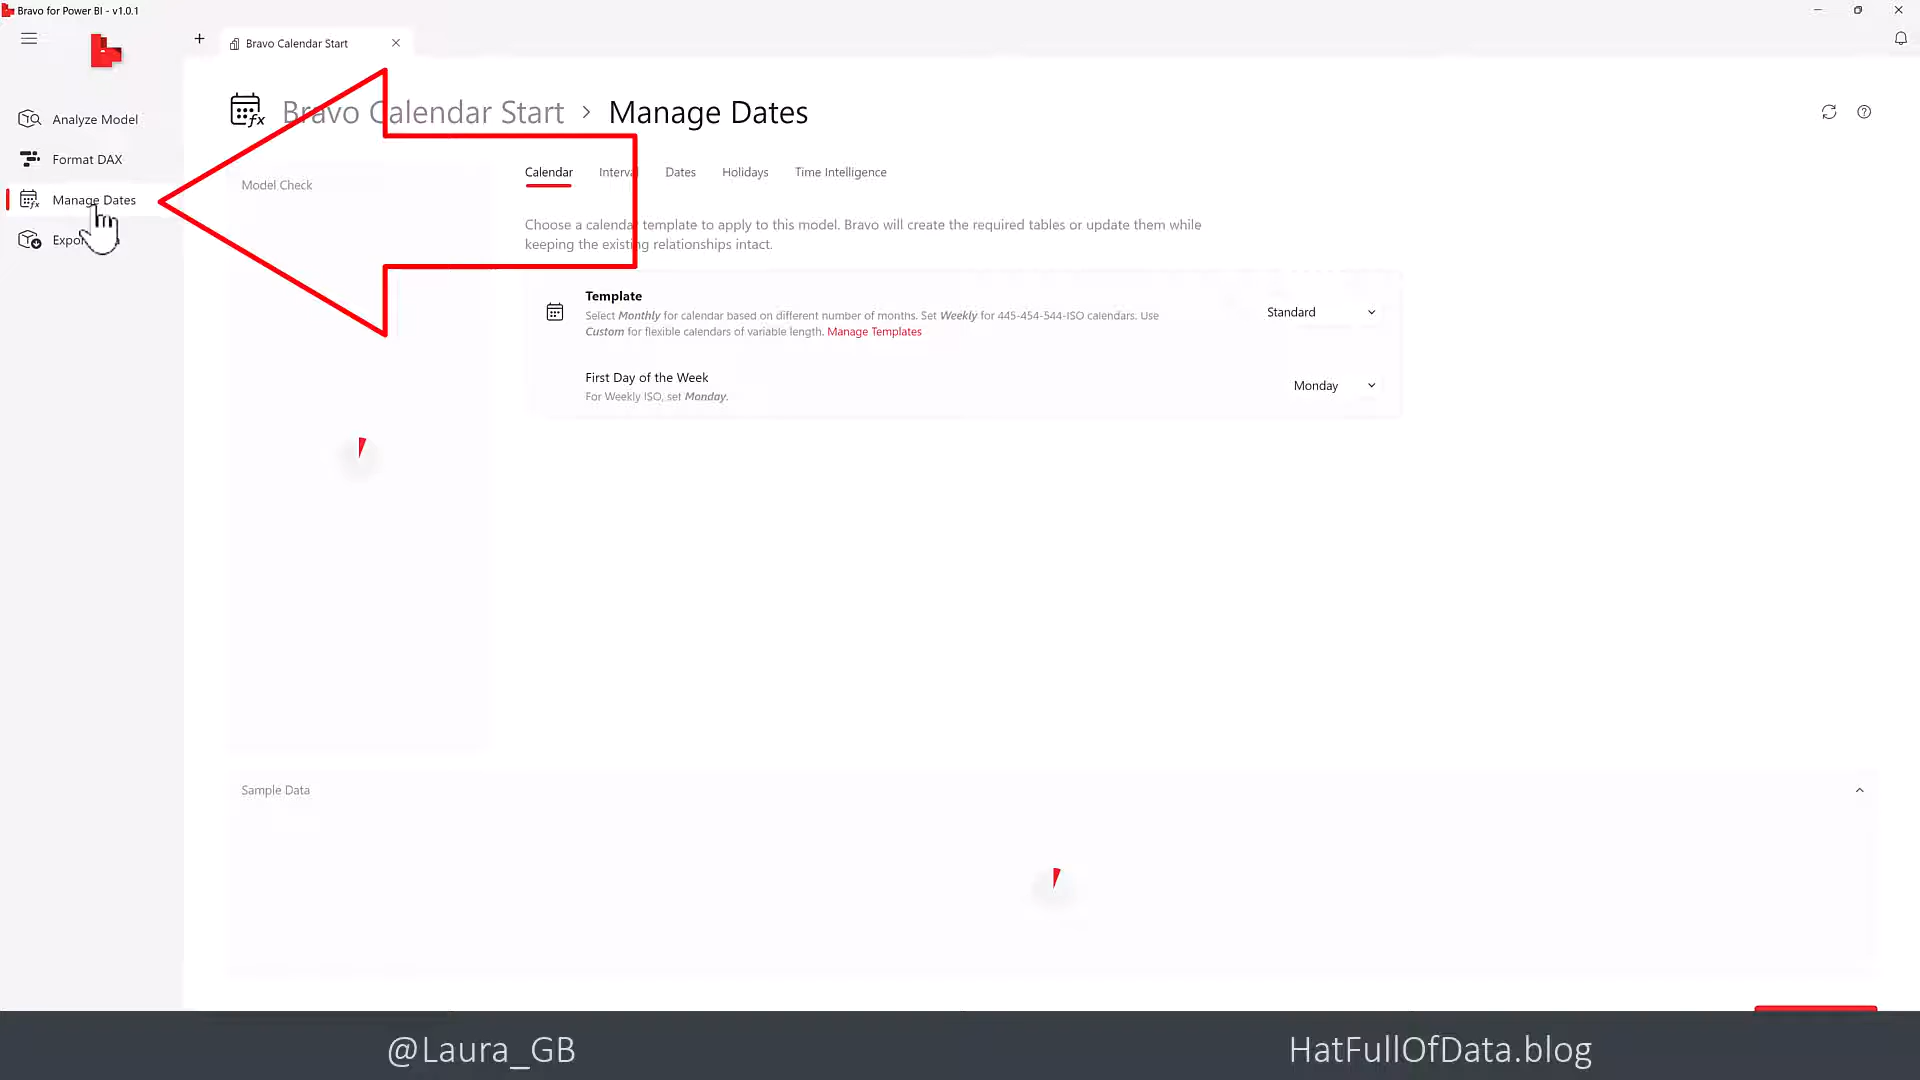 Bravo for Power BI - v1.0.1
Bravo Calendar Start
Analyze Model
Format DAX
Manage Dates
Bravo Calendar Start > Manage Dates
Model Check
Calendar Interval Dates Holidays Time Intelligence
Choose a calendar template to apply to this model. Bravo will create the required tables or update them while
keeping the existing relationships intact.
Template
Select Monthly for calendar based on different number of months. Set Weekly for 445-454-544-ISO calendars. Use
Custom for flexible calendars of variable length. Manage Templates
Standard
First Day of the Week
For Weekly ISO, set Monday.
Monday
Sample Data
@Laura_GB
HatFullOfData.blog